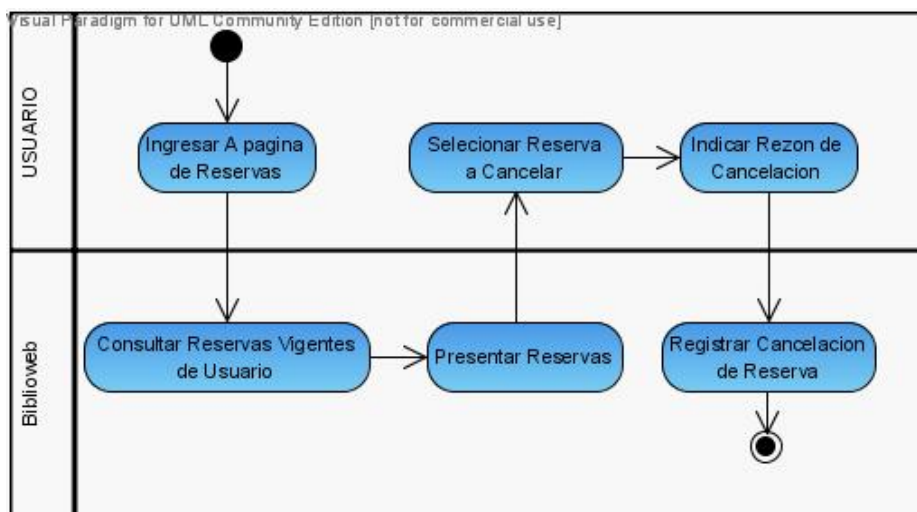 Visual Paradigm for UML Community Edition [not for commercial use]
USUARIO
Ingresar A pagina
de Reservas
Selecionar Reserva
a Cancelar
Indicar Rezon de
Cancelacion
Biblioweb
Consultar Reservas Vigentes
de Usuario
Presentar Reservas
Registrar Cancelacion
de Reserva